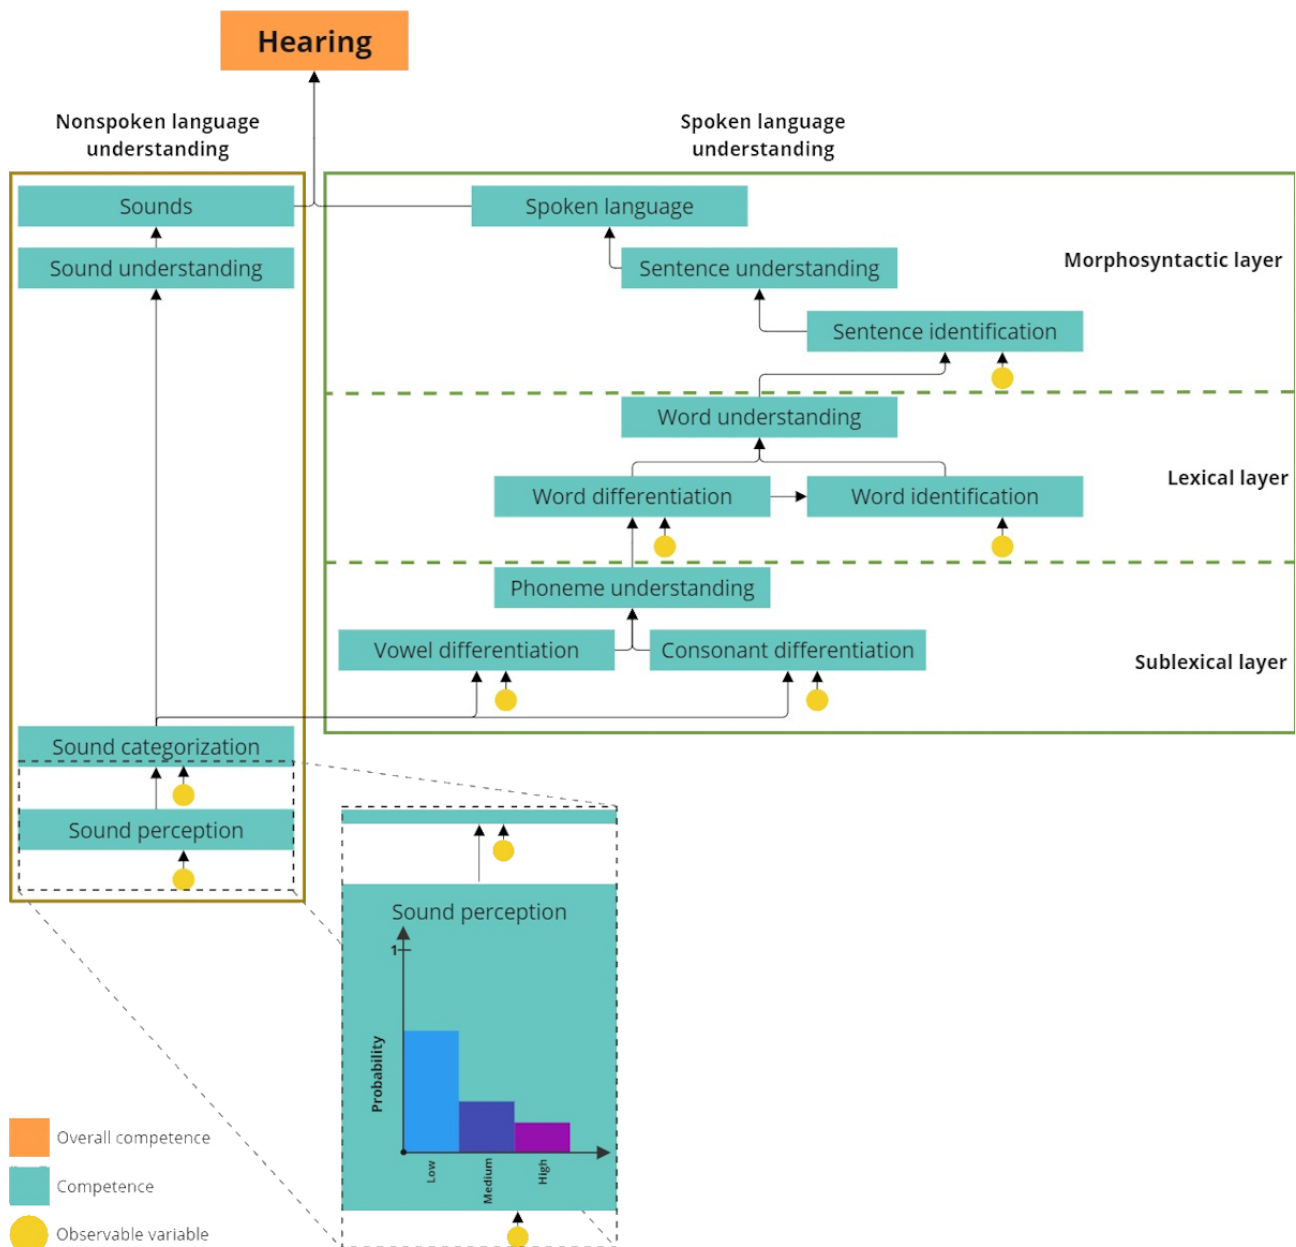 Hearing
Nonspoken language
understanding
Spoken language
understanding
Sounds
Spoken language
Sound understanding
Sentence understanding
Morphosyntactic layer
Sentence identification
Word understanding
Lexical layer
Word differentiation
Word identification
Phoneme understanding
Vowel differentiation
Consonant differentiation
Sublexical layer
Sound categorization
Sound perception
Sound perception
1
Probability
Low
Medium
High
Overall competence
Competence
Observable variable